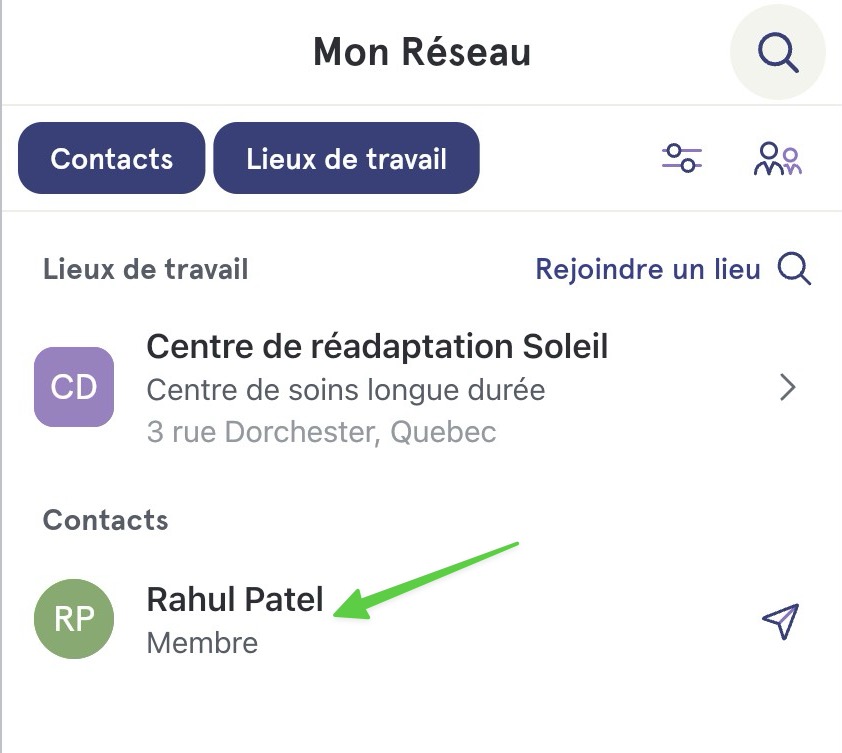 Mon Réseau
Contacts
Lieux de travail
Lieux de travail
Rejoindre un lieu
CD
Centre de réadaptation Soleil
Centre de soins longue durée
3 rue Dorchester, Quebec
Contacts
RP
Rahul Patel
Membre